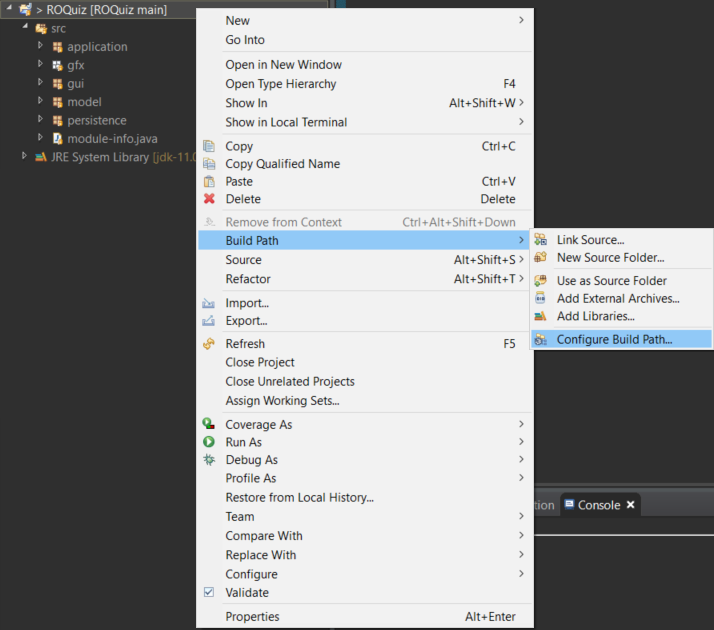 > ROQuiz [ROQuiz main]
src
application
gfx
gui
model
persistence
module-info.java
JRE System Library [jdk-11.0
New
Go Into
Open in New Window
Open Type Hierarchy F4
Show In Alt+Shift+W >
Show in Local Terminal
Copy Ctrl+C
Copy Qualified Name
Paste Ctrl+V
Delete Delete
Remove from Context Ctrl+Alt+Shift+Down
Build Path
Source Alt+Shift+S >
Refactor Alt+Shift+T >
Import...
Export...
Refresh F5
Close Project
Close Unrelated Projects
Assign Working Sets...
Coverage As
Run As
Debug As
Profile As
Restore from Local History...
Team
Compare With
Replace With
Configure
Validate
Properties Alt+Enter
Link Source...
New Source Folder...
Use as Source Folder
Add External Archives...
Add Libraries...
Configure Build Path...
tion
Console